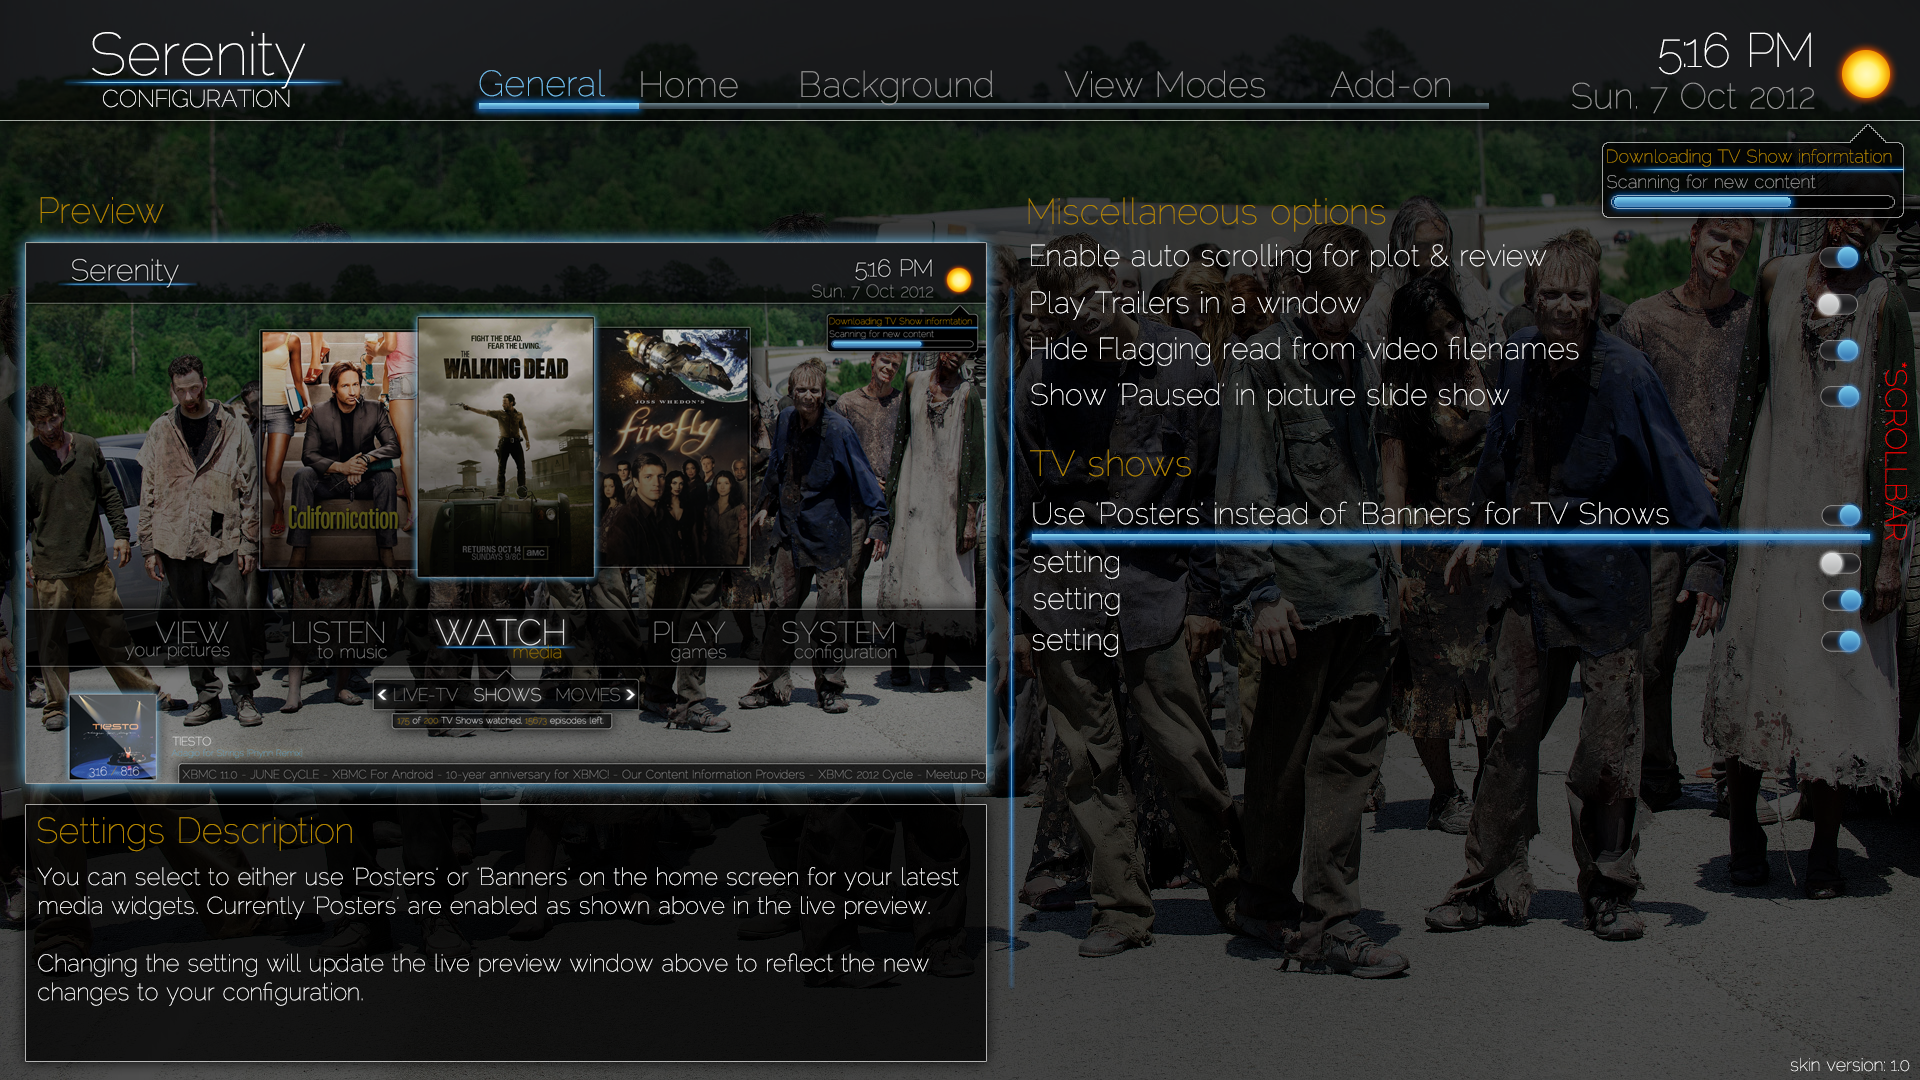 Serenity
CONFIGURATION
General Home Background View Modes Add-on
5:16 PM
Sun. 7 Oct 2012
Downloading TV Show informtation
Scanning for new content
Preview
Serenity
5:16 PM
Sun. 7 Oct 2012
Downloading TV Show informtation
Scanning for new content
Californication
FIGHT THE DEAD.
FEAR THE LIVING.
THE
WALKING DEAD
RETURNS OCT 14
SUNDAYS 9/8C amc
JOSS WHEDON'S
firefly
VIEW
your pictures
LISTEN
to music
WATCH
media
PLAY
games
SYSTEM
configuration
LIVE-TV SHOWS MOVIES
175 of 200 TV Shows watched, 15673 episodes left.
TIËSTO
3:16 8:16
TIESTO
XBMC 11.0 - JUNE CyCLE - XBMC For Android - 10-year anniversary for XBMC! - Our Content Information Providers - XBMC 2012 Cycle - Meetup Po
Settings Description
You can select to either use 'Posters' or 'Banners' on the home screen for your latest
media widgets. Currently 'Posters' are enabled as shown above in the live preview.
Changing the setting will update the live preview window above to reflect the new
changes to your configuration.
Miscellaneous options
Enable auto scrolling for plot & review
Play Trailers in a window
Hide Flagging read from video filenames
Show 'Paused' in picture slide show
TV shows
Use 'Posters' instead of 'Banners' for TV Shows
setting
setting
setting
*SCROLLBAR
skin version: 1.0